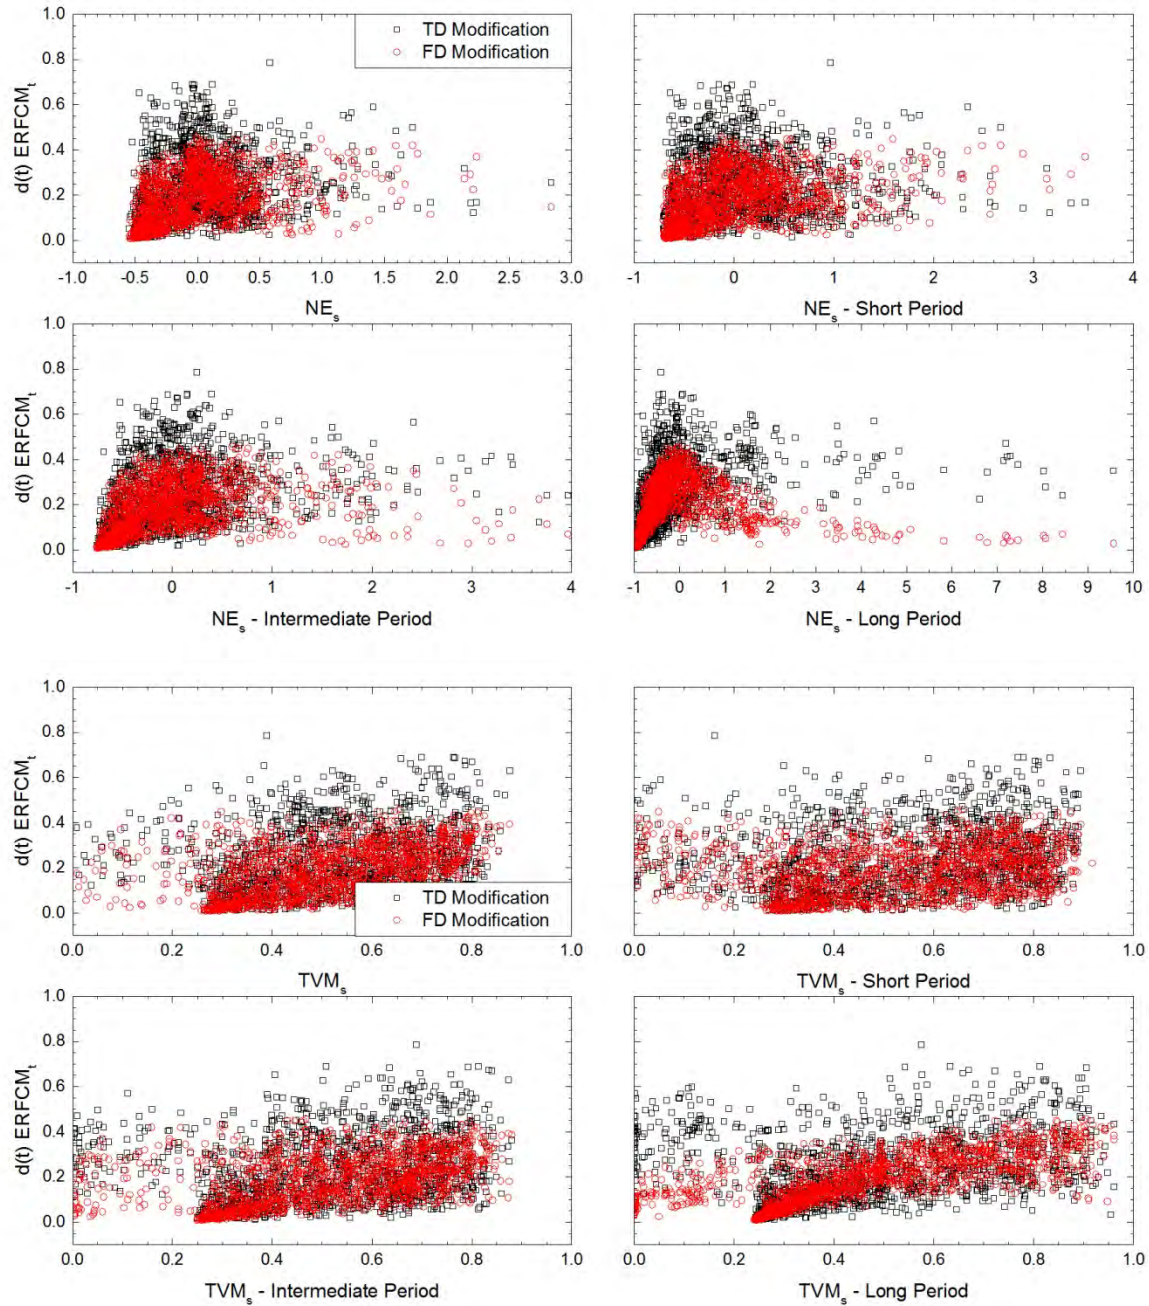 1.0
0.8
0.6
0.4
0.2
0.0
d(t) ERFCM_t
TD Modification
FD Modification
-1.0 -0.5 0.0 0.5 1.0 1.5 2.0 2.5 3.0
NE_s
-1 0 1 2 3 4
NE_s - Short Period
1.0
0.8
0.6
0.4
0.2
0.0
d(t) ERFCM_t
-1 0 1 2 3 4
NE_s - Intermediate Period
-1 0 1 2 3 4 5 6 7 8 9 10
NE_s - Long Period
1.0
0.8
0.6
0.4
0.2
0.0
d(t) ERFCM_t
TD Modification
FD Modification
0.0 0.2 0.4 0.6 0.8 1.0
TVM_s
0.0 0.2 0.4 0.6 0.8 1.0
TVM_s - Short Period
1.0
0.8
0.6
0.4
0.2
0.0
d(t) ERFCM_t
0.0 0.2 0.4 0.6 0.8 1.0
TVM_s - Intermediate Period
0.0 0.2 0.4 0.6 0.8 1.0
TVM_s - Long Period